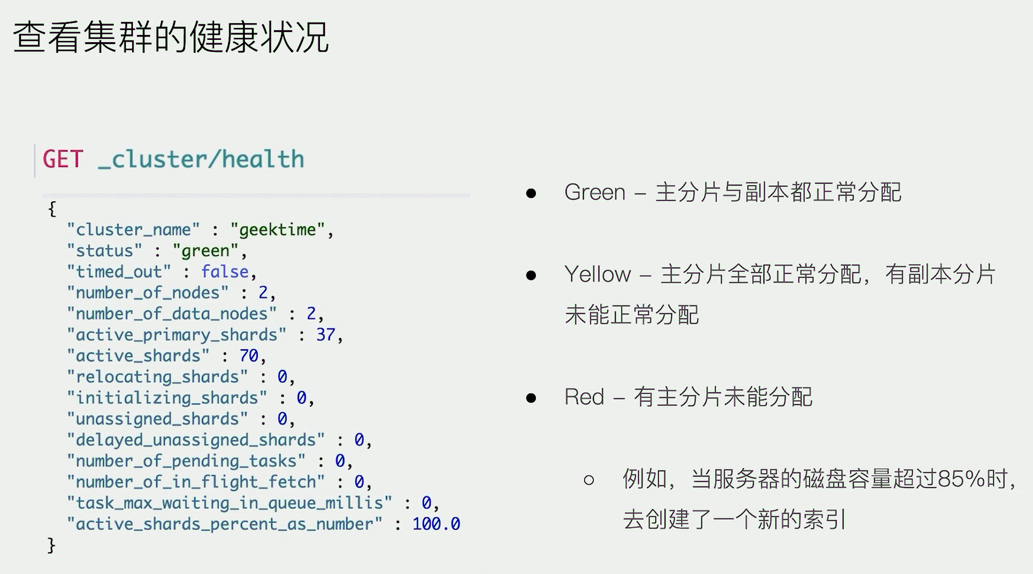 查看集群的健康状况
GET _cluster/health
{
"cluster_name" : "geektime",
"status" : "green",
"timed_out" : false,
"number_of_nodes" : 2,
"number_of_data_nodes" : 2,
"active_primary_shards" : 37,
"active_shards" : 70,
"relocating_shards" : 0,
"initializing_shards" : 0,
"unassigned_shards" : 0,
"delayed_unassigned_shards" : 0,
"number_of_pending_tasks" : 0,
"number_of_in_flight_fetch" : 0,
"task_max_waiting_in_queue_millis" : 0,
"active_shards_percent_as_number" : 100.0
}
● Green – 主分片与副本都正常分配
● Yellow – 主分片全部正常分配，有副本分片
未能正常分配
● Red – 有主分片未能分配
○ 例如，当服务器的磁盘容量超过85%时，
去创建了一个新的索引